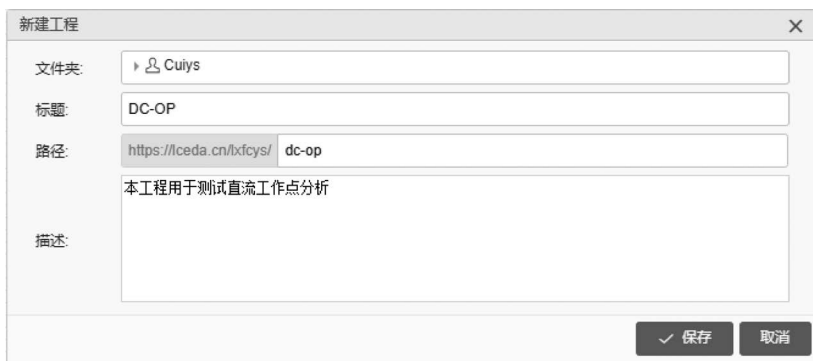 新建工程
文件夹: Cuiys
标题: DC-OP
路径: https://lceda.cn/lxfcys/ dc-op
本工程用于测试直流工作点分析
描述:
保存 取消